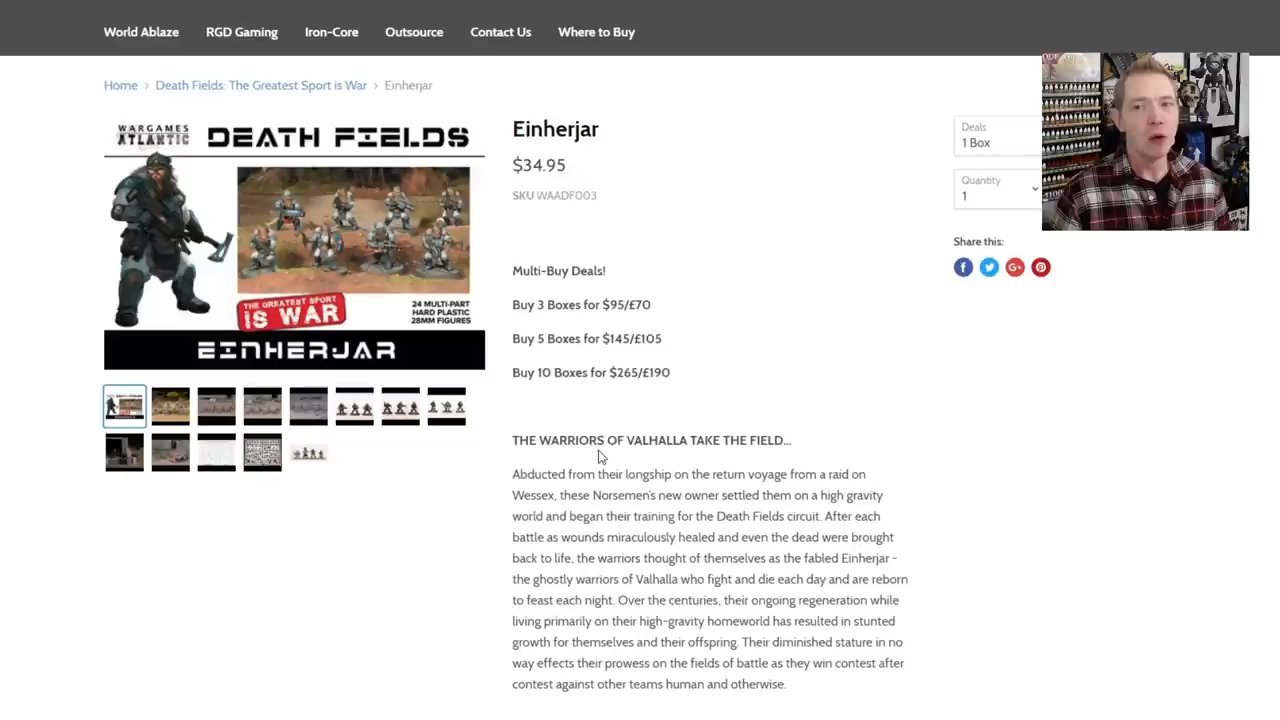 World Ablaze RGD Gaming Iron-Core Outsource Contact Us Where to Buy
Home › Death Fields: The Greatest Sport is War › Einherjar
WARGAMES
ATLANTIC
DEATH FIELDS
THE GREATEST SPORT
IS WAR
24 MULTI-PART
HARD PLASTIC
28MM FIGURES
EINHERJAR
Einherjar
$34.95
SKU WAADF003
Multi-Buy Deals!
Buy 3 Boxes for $95/£70
Buy 5 Boxes for $145/£105
Buy 10 Boxes for $265/£190
THE WARRIORS OF VALHALLA TAKE THE FIELD...
Abducted from their longship on the return voyage from a raid on
Wessex, these Norsemen's new owner settled them on a high gravity
world and began their training for the Death Fields circuit. After each
battle as wounds miraculously healed and even the dead were brought
back to life, the warriors thought of themselves as the fabled Einherjar -
the ghostly warriors of Valhalla who fight and die each day and are reborn
to feast each night. Over the centuries, their ongoing regeneration while
living primarily on their high-gravity homeworld has resulted in stunted
growth for themselves and their offspring. Their diminished stature in no
way effects their prowess on the fields of battle as they win contest after
contest against other teams human and otherwise.
Deals
1 Box
Quantity
1
Share this: